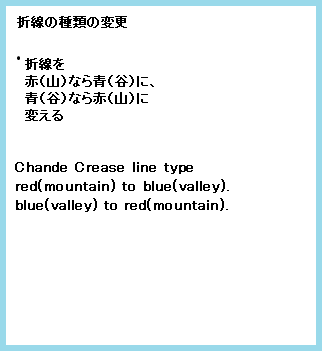 折線の種類の変更
・折線を
赤(山)なら青(谷)に、
青(谷)なら赤(山)に
変える
Chande Crease line type
red(mountain) to blue(valley).
blue(valley) to red(mountain).